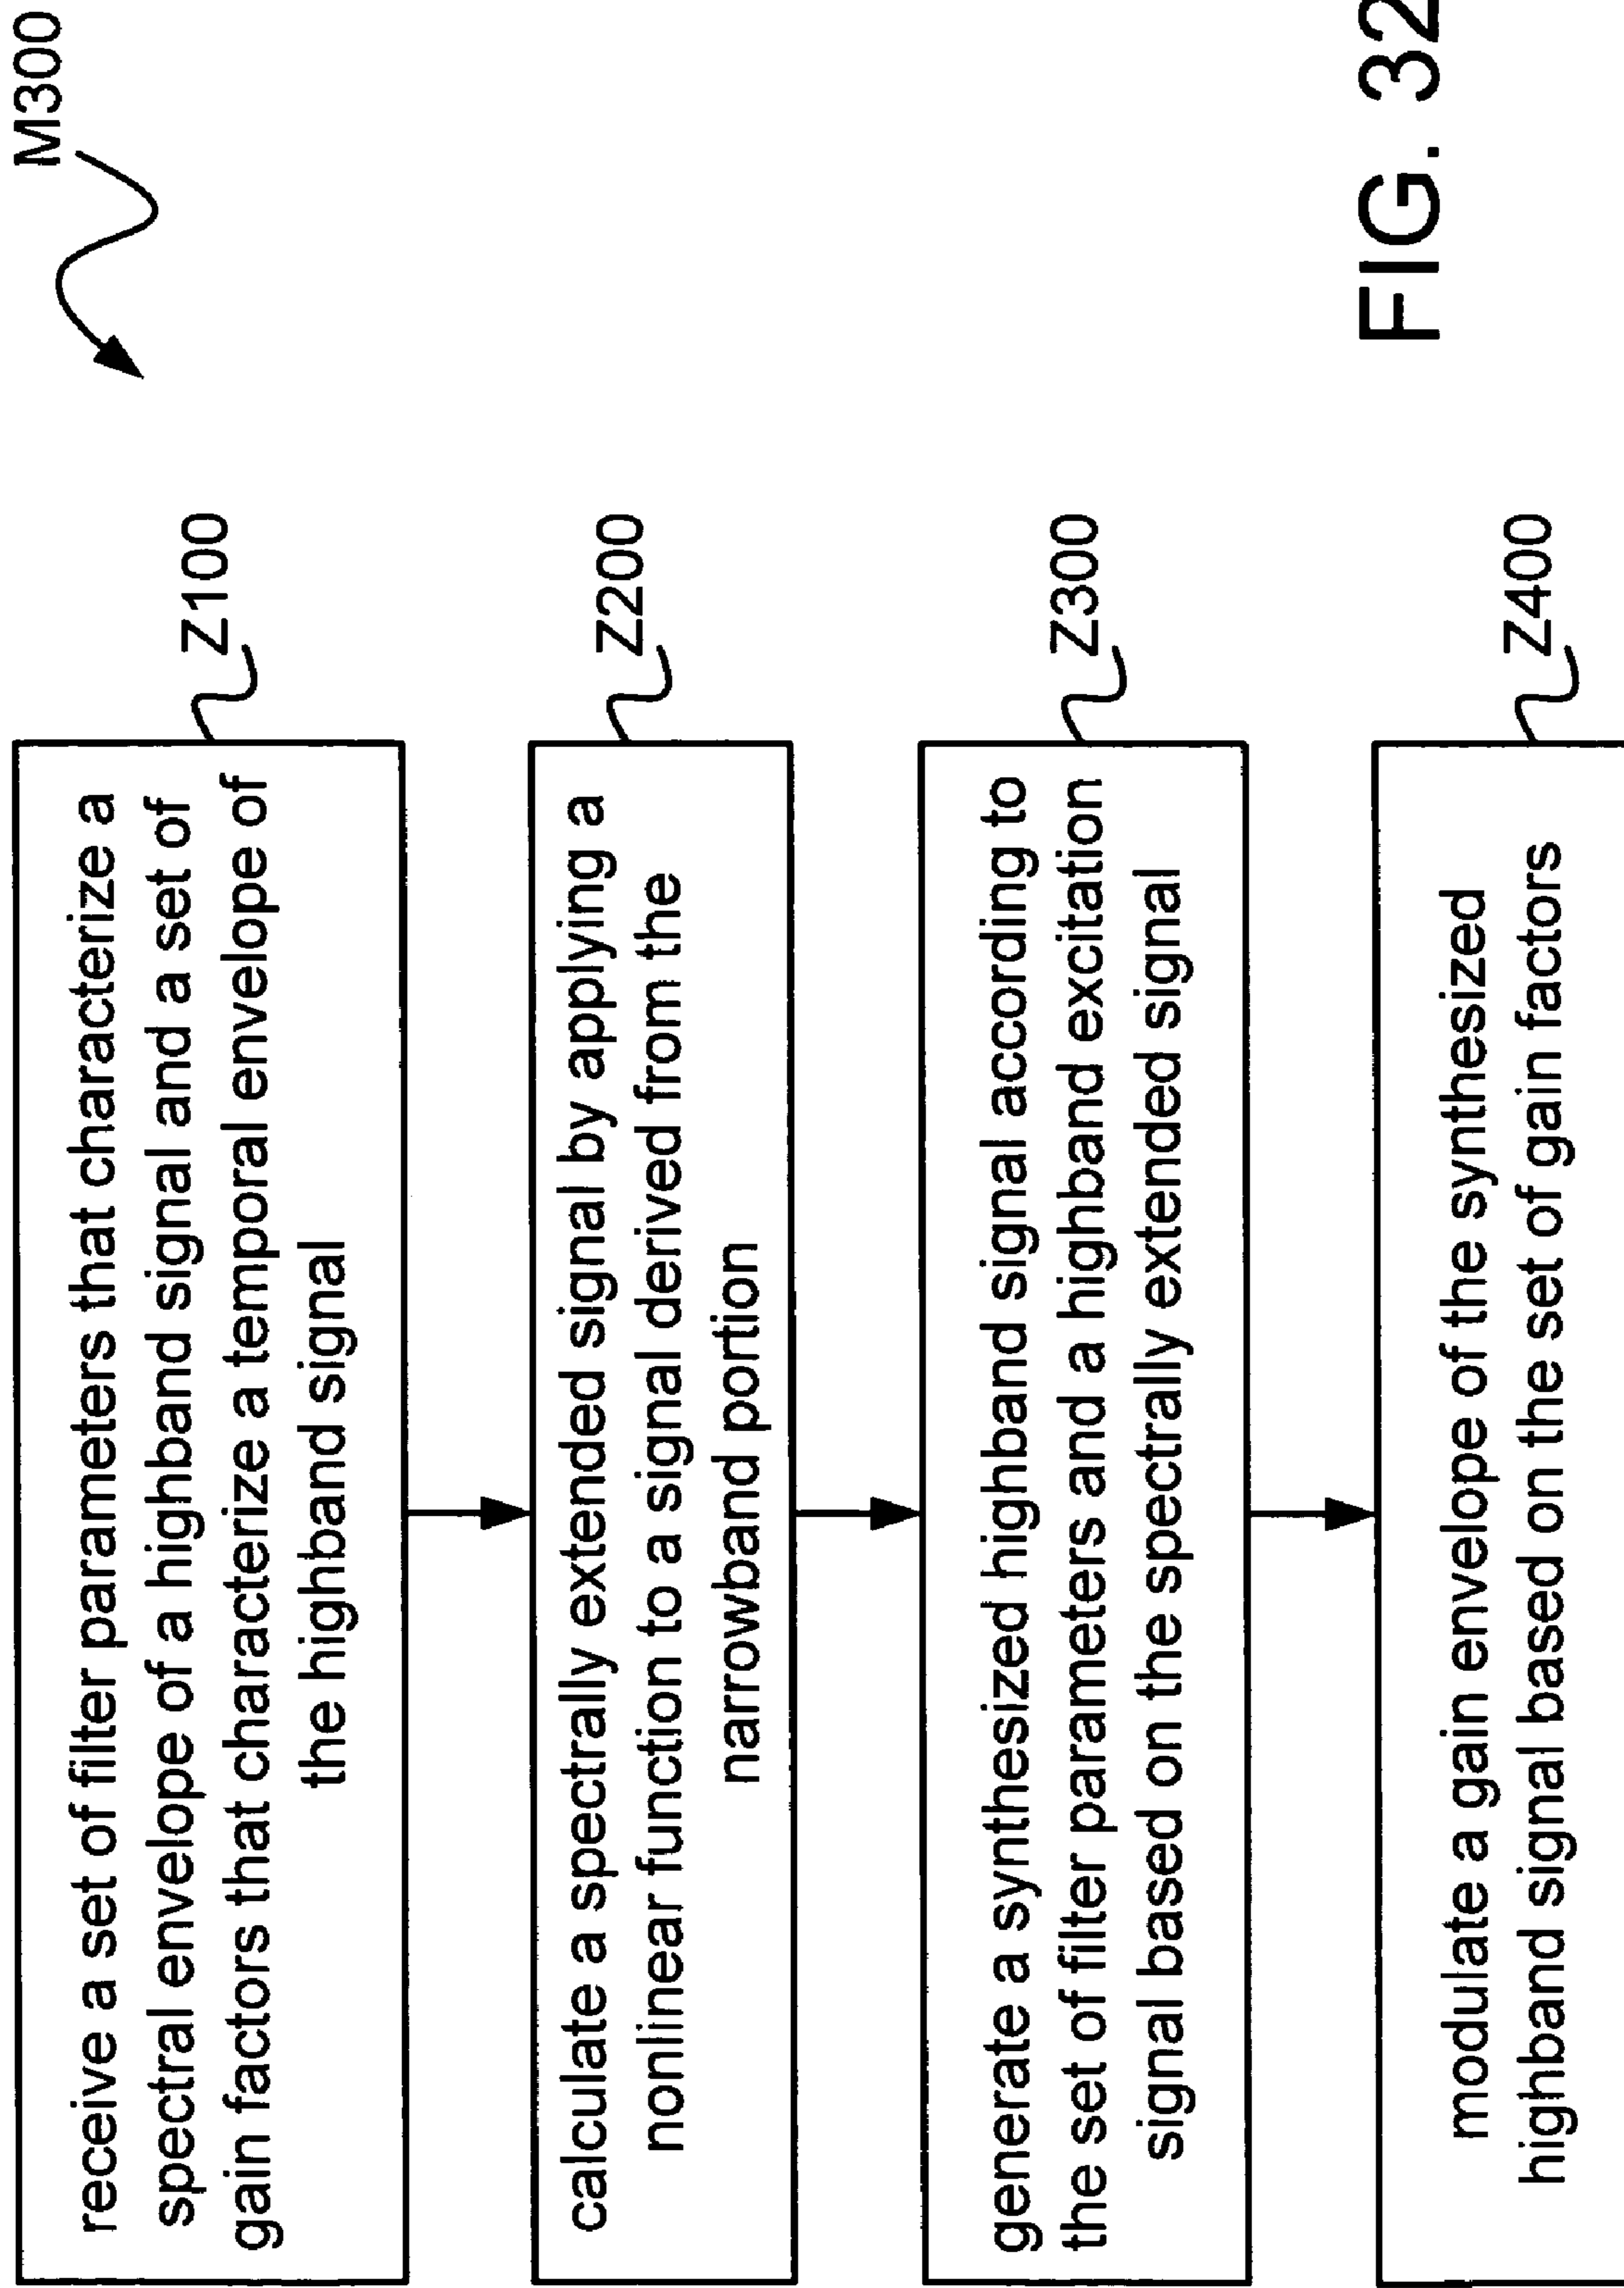 M300
receive a set of filter parameters that characterize a
spectral envelope of a highband signal and a set of
gain factors that characterize a temporal envelope of
the highband signal
Z100
calculate a spectrally extended signal by applying a
nonlinear function to a signal derived from the
narrowband portion
Z200
generate a synthesized highband signal according to
the set of filter parameters and a highband excitation
signal based on the spectrally extended signal
Z300
modulate a gain envelope of the synthesized
highband signal based on the set of gain factors
Z400
FIG. 32